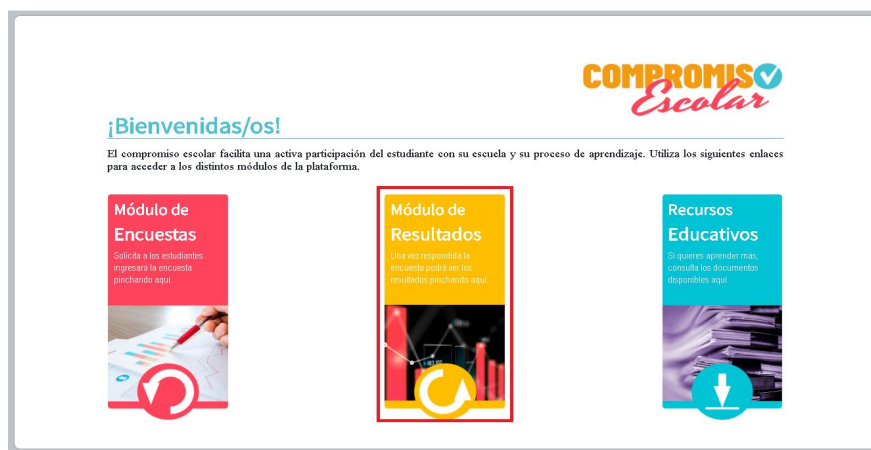 COMPROMISO
Escolar
¡Bienvenidas/os!
El compromiso escolar facilita una activa participación del estudiante con su escuela y su proceso de aprendizaje. Utiliza los siguientes enlaces
para acceder a los distintos módulos de la plataforma.
Módulo de
Encuestas
Solicita a los estudiantes
ingresara la encuesta
pinchando aquí.
Módulo de
Resultados
Una vez respondida la
encuesta podrá ver los
resultados pinchando aquí.
Recursos
Educativos
Si quieres aprender más,
consulta los documentos
disponibles aquí.